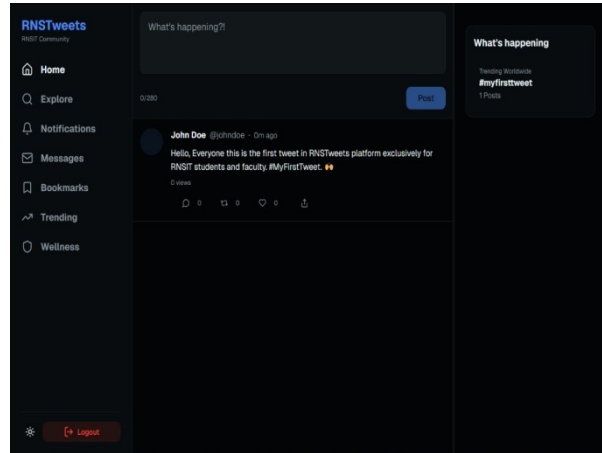 RNSTweets
RNSIT Community
Home
Explore
Notifications
Messages
Bookmarks
Trending
Wellness
Logout
What's happening?!
0/280
Post
John Doe @johndoe · 0m ago
Hello, Everyone this is the first tweet in RNSTweets platform exclusively for
RNSIT students and faculty. #MyFirstTweet. 🙌
0 views
0 0 0
What's happening
Trending Worldwide
#myfirsttweet
1 Posts